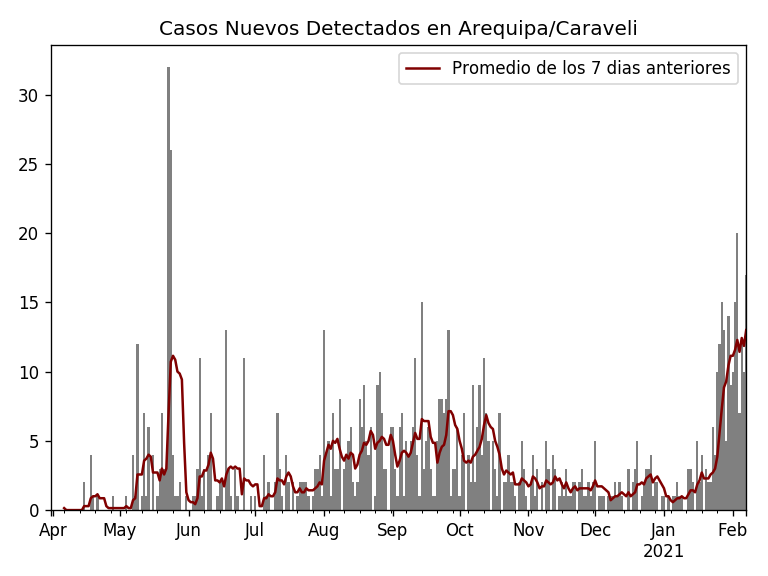 Casos Nuevos Detectados en Arequipa/Caraveli
Promedio de los 7 dias anteriores
30
25
20
15
10
5
0
Apr May Jun Jul Aug Sep Oct Nov Dec Jan Feb
2021